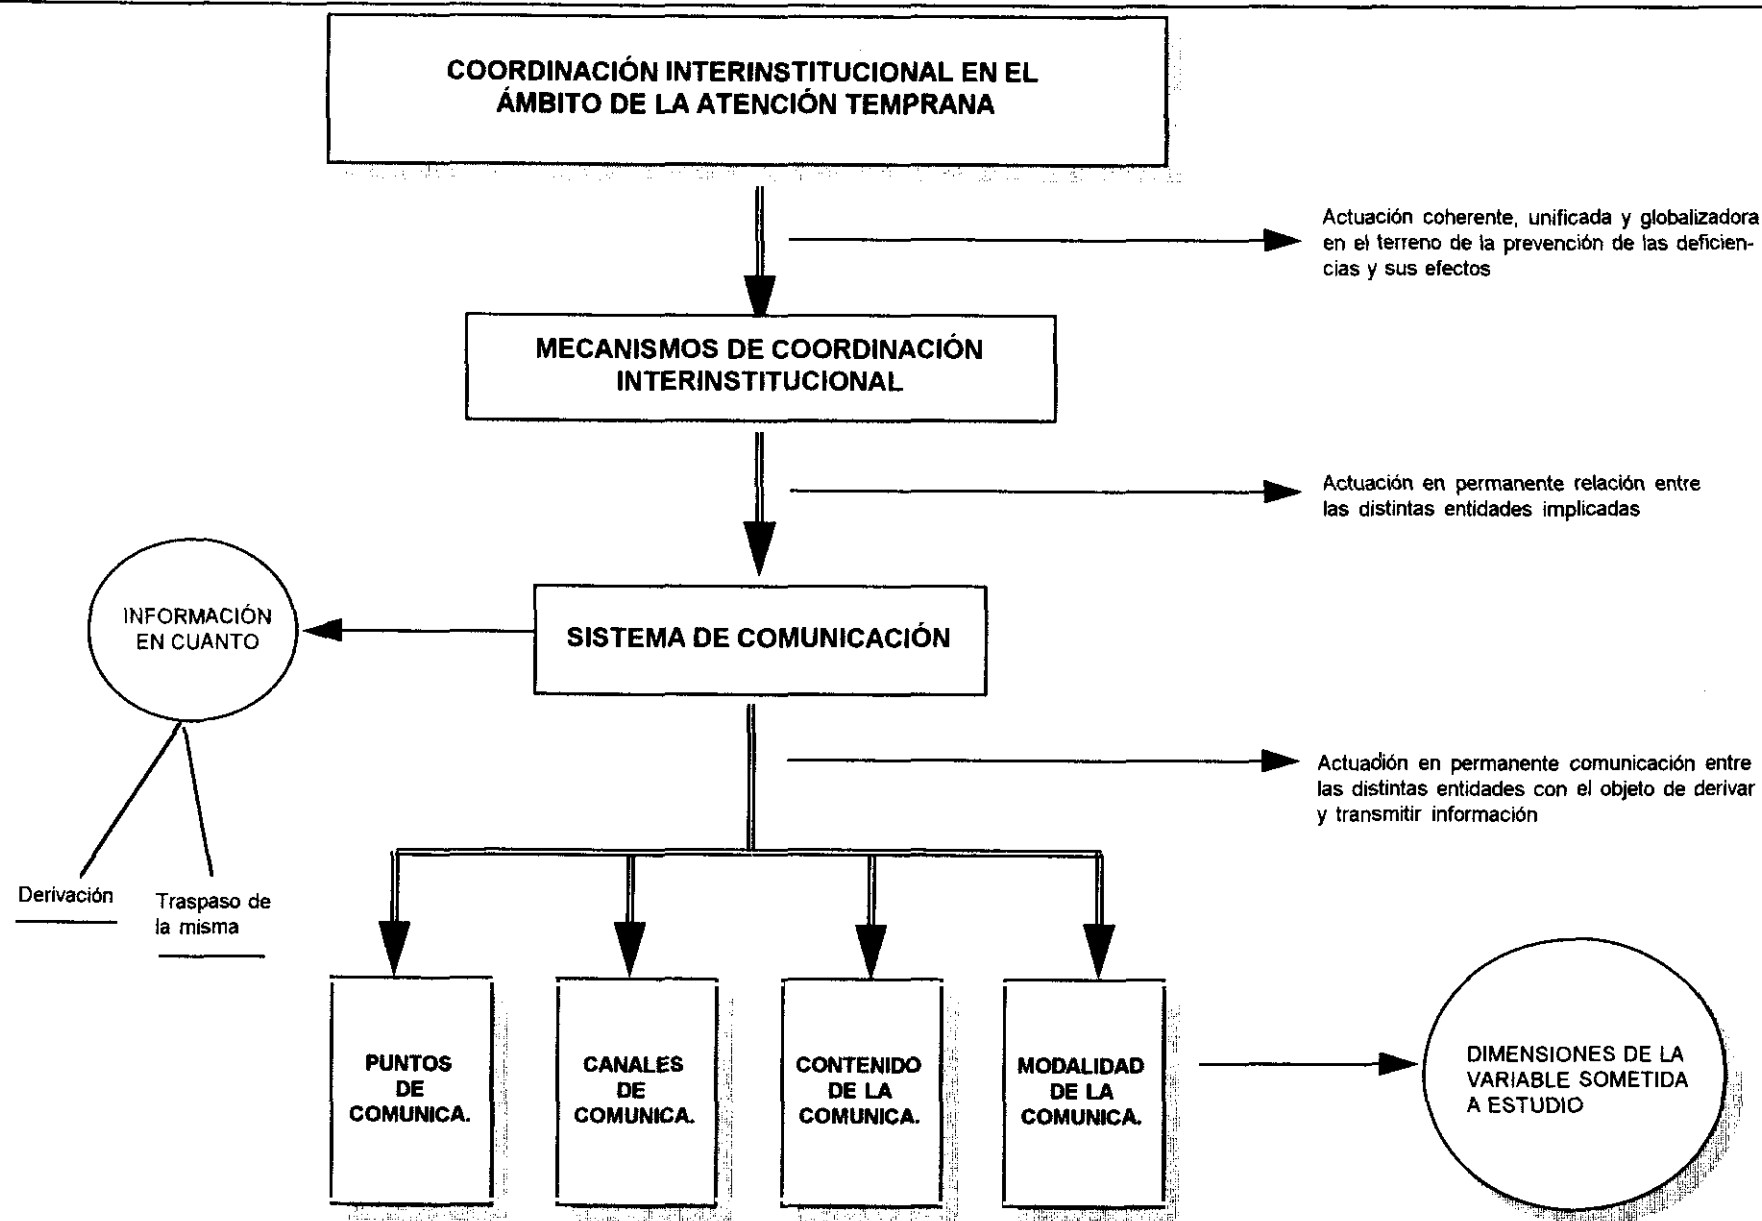 COORDINACIÓN INTERINSTITUCIONAL EN EL
ÁMBITO DE LA ATENCIÓN TEMPRANA
Actuación coherente, unificada y globalizadora
en el terreno de la prevención de las deficien-
cias y sus efectos
MECANISMOS DE COORDINACIÓN
INTERINSTITUCIONAL
Actuación en permanente relación entre
las distintas entidades implicadas
INFORMACIÓN
EN CUANTO
SISTEMA DE COMUNICACIÓN
Actuadión en permanente comunicación entre
las distintas entidades con el objeto de derivar
y transmitir información
Derivación
Traspaso de
la misma
PUNTOS
DE
COMUNICA.
CANALES
DE
COMUNICA.
CONTENIDO
DE LA
COMUNICA.
MODALIDAD
DE LA
COMUNICA.
DIMENSIONES DE LA
VARIABLE SOMETIDA
A ESTUDIO